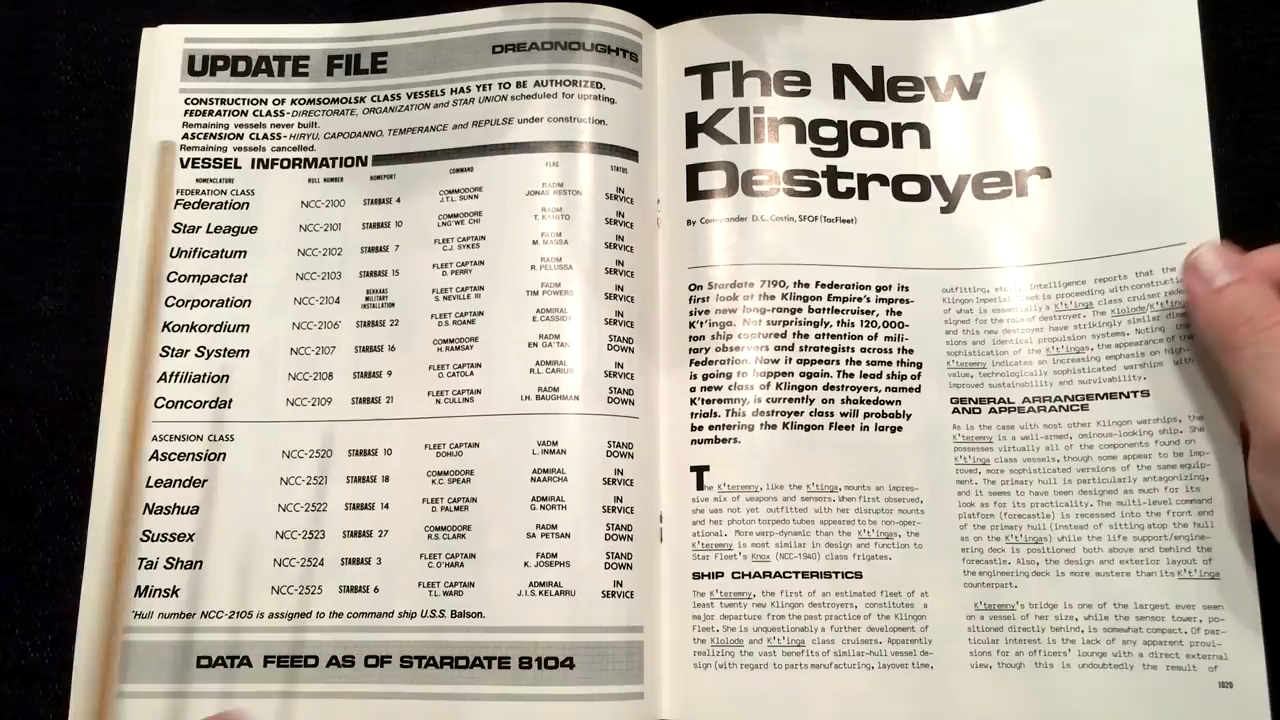 UPDATE FILE
DREADNOUGHTS
CONSTRUCTION OF KOMSOMOLSK CLASS VESSELS HAS YET TO BE AUTHORIZED.
FEDERATION CLASS-DIRECTORATE, ORGANIZATION and STAR UNION scheduled for uprating.
Remaining vessels never built.
ASCENSION CLASS-HIRYU, CAPODANNO, TEMPERANCE and REPULSE under construction.
Remaining vessels cancelled.
VESSEL INFORMATION
NOMENCLATURE HULL NUMBER HOMEPORT COMMAND FLAG STATUS
FEDERATION CLASS
Federation NCC-2100 STARBASE 4 COMMODORE J.T.L. SUNN RADM JONAS RESTON IN SERVICE
Star League NCC-2101 STARBASE 10 COMMODORE LNG'WE CHI RADM T. KAHITO IN SERVICE
Unificatum NCC-2102 STARBASE 7 FLEET CAPTAIN C.J. SYKES FADM M. MASSA IN SERVICE
Compactat NCC-2103 STARBASE 15 FLEET CAPTAIN D. PERRY RADM R. PELUSSA IN SERVICE
Corporation NCC-2104 BEKKAAS MILITARY INSTALLATION FLEET CAPTAIN S. NEVILLE III FADM TIM POWERS IN SERVICE
Konkordium NCC-2106* STARBASE 22 FLEET CAPTAIN D.S. ROANE ADMIRAL E. CASSIDY IN SERVICE
Star System NCC-2107 STARBASE 16 COMMODORE H. RAMSAY RADM EN GA'TAN STAND DOWN
Affiliation NCC-2108 STARBASE 9 FLEET CAPTAIN O. CATOLA ADMIRAL R.L. CARIUS IN SERVICE
Concordat NCC-2109 STARBASE 21 FLEET CAPTAIN N. CULLINS RADM I.H. BAUGHMAN STAND DOWN
ASCENSION CLASS
Ascension NCC-2520 STARBASE 10 FLEET CAPTAIN DOHIJO VADM L. INMAN STAND DOWN
Leander NCC-2521 STARBASE 18 COMMODORE K.C. SPEAR ADMIRAL NAARCHA IN SERVICE
Nashua NCC-2522 STARBASE 14 FLEET CAPTAIN D. PALMER ADMIRAL G. NORTH IN SERVICE
Sussex NCC-2523 STARBASE 27 COMMODORE R.S. CLARK RADM SA PETSAN STAND DOWN
Tai Shan NCC-2524 STARBASE 3 FLEET CAPTAIN C. O'HARA FADM K. JOSEPHS STAND DOWN
Minsk NCC-2525 STARBASE 6 FLEET CAPTAIN T.L. WARD ADMIRAL J.I.S. KELARRU IN SERVICE
*Hull number NCC-2105 is assigned to the command ship U.S.S. Balson.
DATA FEED AS OF STARDATE 8104
The New
Klingon
Destroyer
By Commander D.C. Costin, SFOF (TacFleet)
On Stardate 7190, the Federation got its
first look at the Klingon Empire's impres-
sive new long-range battlecruiser, the
K't'inga. Not surprisingly, this 120,000-
ton ship captured the attention of mili-
tary observers and strategists across the
Federation. Now it appears the same thing
is going to happen again. The lead ship of
a new class of Klingon destroyers, named
K'teremny, is currently on shakedown
trials. This destroyer class will probably
be entering the Klingon Fleet in large
numbers.
The K'teremny, like the K'tinga, mounts an impres-
sive mix of weapons and sensors. When first observed,
she was not yet outfitted with her disruptor mounts
and her photon torpedo tubes appeared to be non-oper-
ational. More warp-dynamic than the K't'ingas, the
K'teremny is most similar in design and function to
Star Fleet's Knox (NCC-1940) class frigates.
SHIP CHARACTERISTICS
The K'teremny, the first of an estimated fleet of at
least twenty new Klingon destroyers, constitutes a
major departure from the past practice of the Klingon
Fleet. She is unquestionably a further development of
the Klolode and K't'inga class cruisers. Apparently
realizing the vast benefits of similar-hull vessel de-
sign (with regard to parts manufacturing, layover time,
outfitting, etc. Intelligence reports that the
Klingon Imperial Fleet is proceeding with
of what is essentially a K't'inga class cruiser
signed for the role of destroyer. The Klolode/K't'inga
and this new destroyer have strikingly similar
sions and identical propulsion systems. Noting the
sophistication of the K't'ingas, the appearance of the
K'teremny indicates an increasing emphasis on high-
value, technologically sophisticated warships with
improved sustainability and survivability.
GENERAL ARRANGEMENTS
AND APPEARANCE
As is the case with most other Klingon warships, the
K'teremny is a well-armed, ominous-looking ship. She
possesses virtually all of the components found on
K't'inga class vessels, though some appear to be imp-
roved, more sophisticated versions of the same equip-
ment. The primary hull is particularly antagonizing,
and it seems to have been designed as much for its
look as for its practicality. The multi-level command
platform (forecastle) is recessed into the front end
of the primary hull (instead of sitting atop the hull
as on the K't'ingas) while the life support/engine-
ering deck is positioned both above and behind the
forecastle. Also, the design and exterior layout of
the engineering deck is more austere than its K't'inga
counterpart.
K'teremny's bridge is one of the largest ever seen
on a vessel of her size, while the sensor tower, po-
sitioned directly behind, is somewhat compact. Of par-
ticular interest is the lack of any apparent provi-
sions for an officers' lounge with a direct external
view, though this is undoubtedly the result of
1020